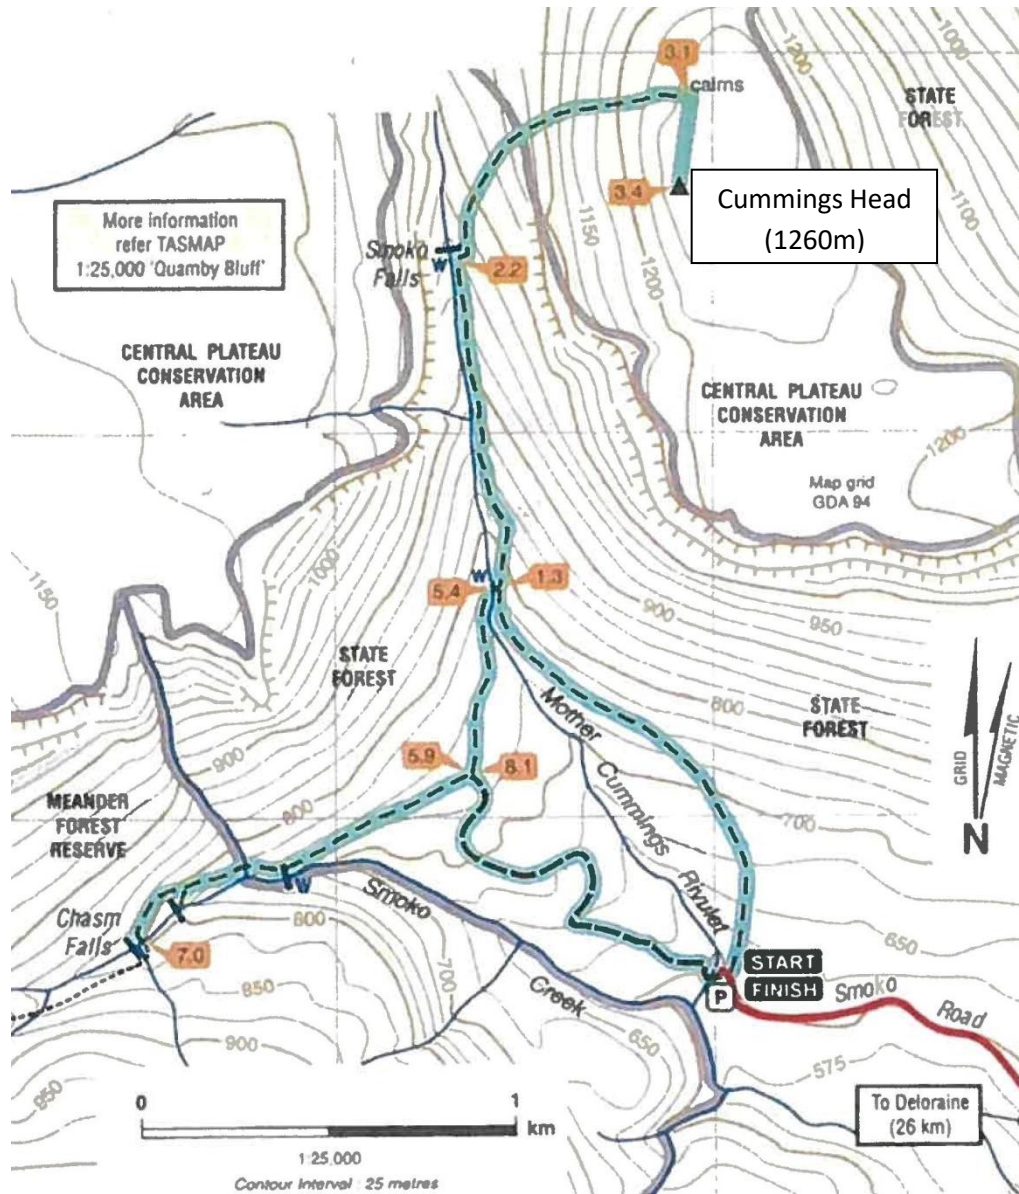 1200
1000
3.1
cairns
STATE
FOREST
900
1000
3.4
Cummings Head
(1260m)
1150
1200
1100
More information
refer TASMAP
1:25,000 'Quamby Bluff'
Smoko
Falls
W
2.2
CENTRAL PLATEAU
CONSERVATION
AREA
CENTRAL PLATEAU
CONSERVATION
AREA
1200
Map grid
GDA 94
1150
1000
W
5.4
1.3
900
950
STATE
FOREST
STATE
FOREST
800
Mother
Cummings
Rivulet
GRID
MAGNETIC
N
900
5.9
8.1
MEANDER
FOREST
RESERVE
800
700
W
Smoko
Creek
Chasm
Falls
7.0
800
700
650
START
FINISH
P
Smoko
Road
850
900
950
650
575
0
1
km
1:25,000
Contour Interval : 25 metres
To Deloraine
(26 km)